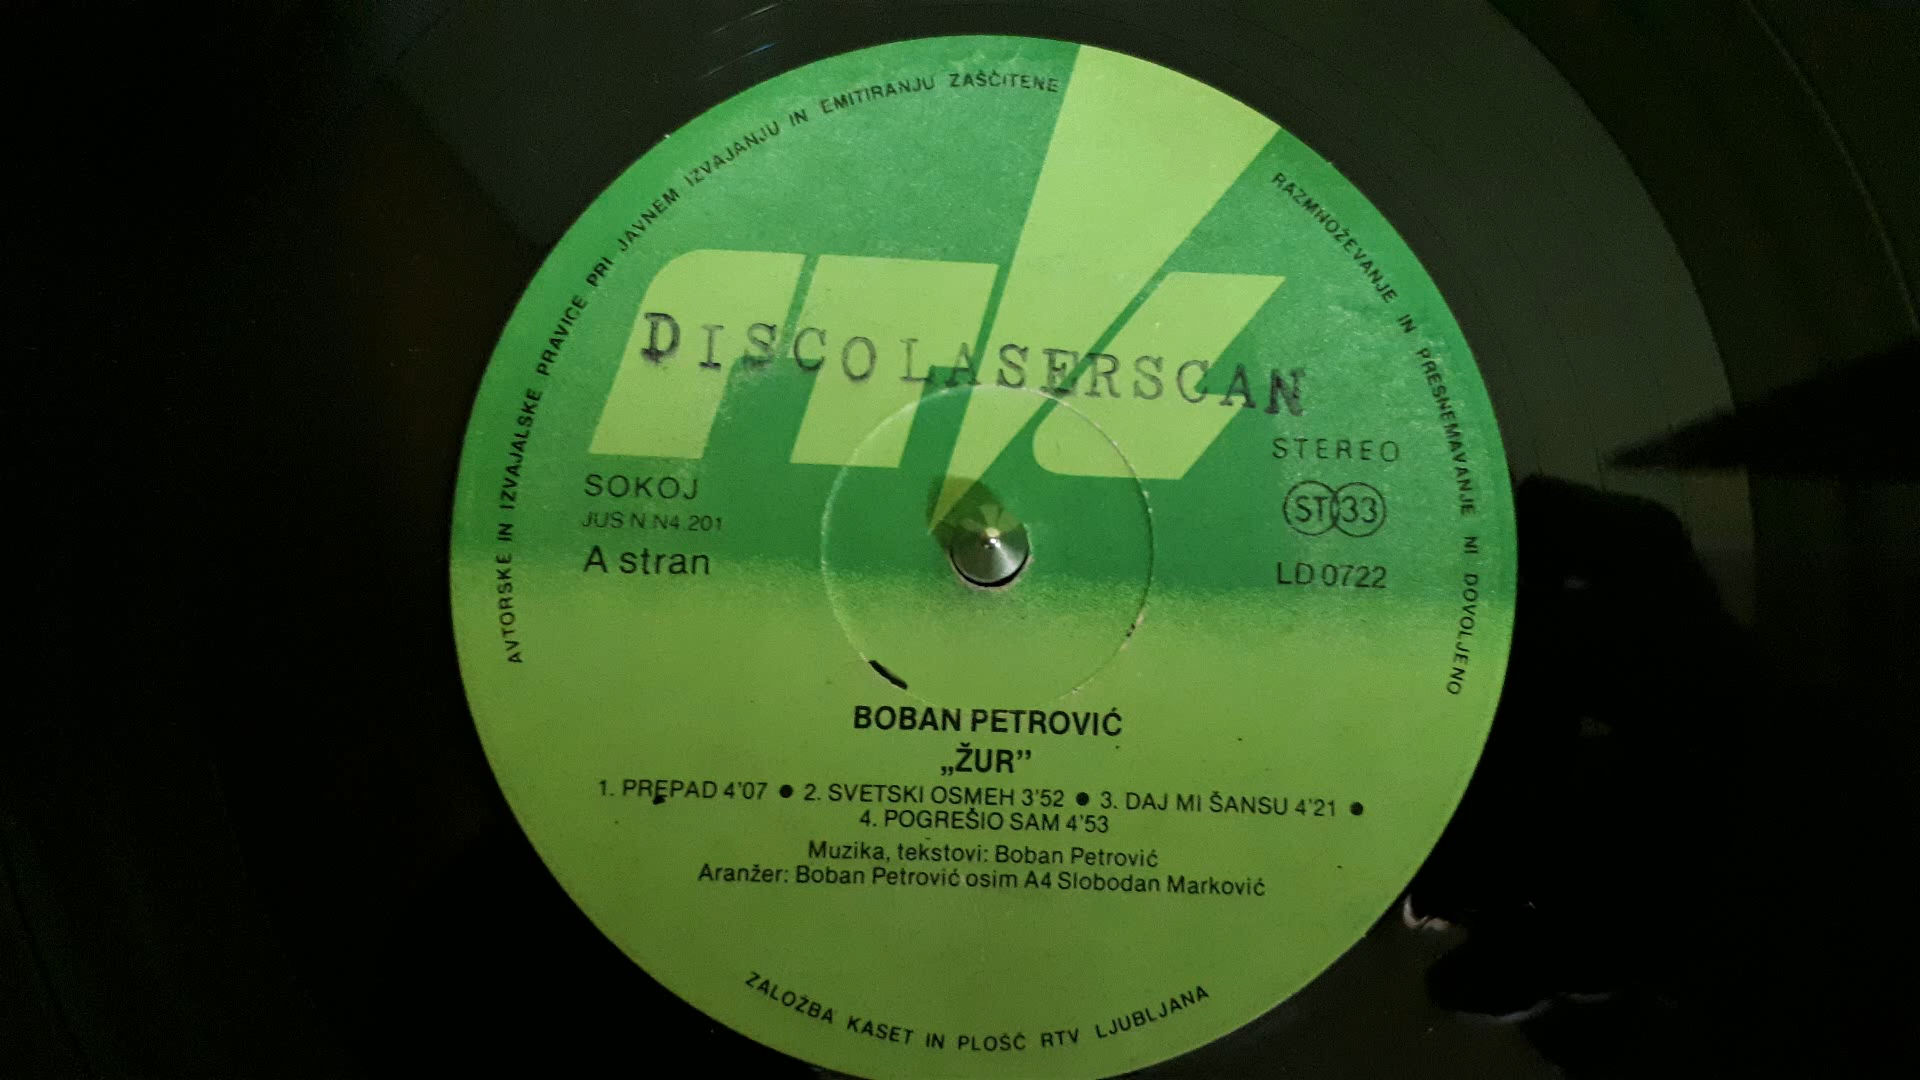 AVTORSKE IN IZVAJALSKE PRAVICE PRI JAVNEM IZVAJANJU IN EMITIRANJU ZAŠČITENE
RAZMNOŽEVANJE IN PRESNEMAVANJE NI DOVOLJENO
DISCOLASERSCAN
STEREO
SOKOJ
ST 33
JUS N N4.201
A stran
LD 0722
BOBAN PETROVIĆ
„ŽUR”
1. PREPAD 4'07 ● 2. SVETSKI OSMEH 3'52 ● 3. DAJ MI ŠANSU 4'21 ●
4. POGREŠIO SAM 4'53
Muzika, tekstovi: Boban Petrović
Aranžer: Boban Petrović osim A4 Slobodan Marković
ZALOŽBA KASET IN PLOŠČ RTV LJUBLJANA